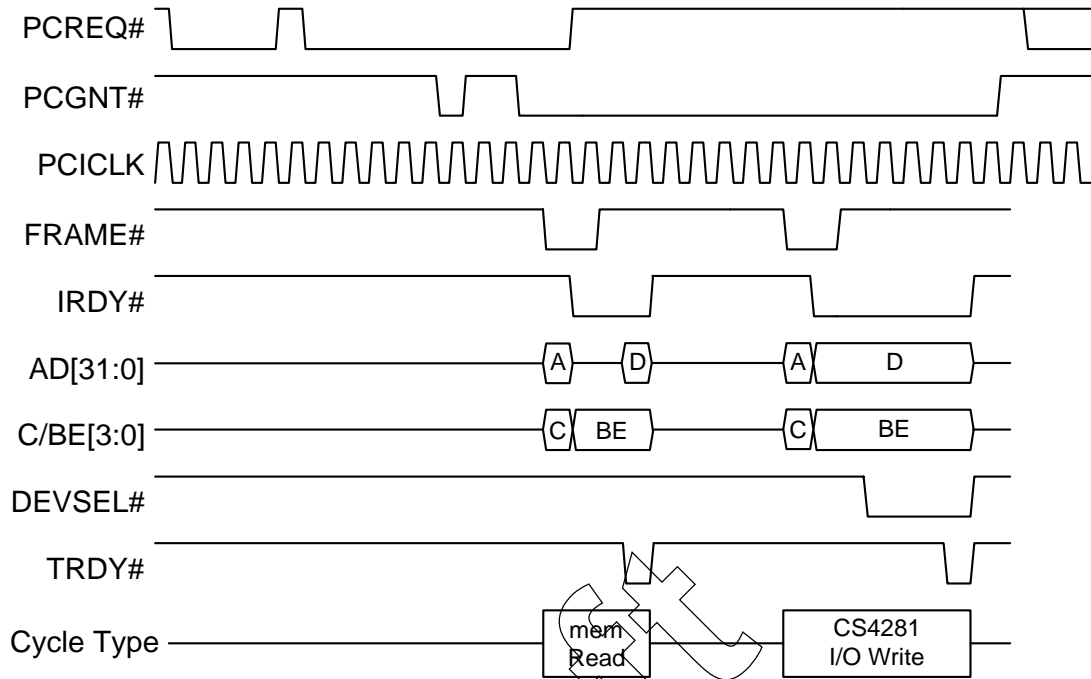 PCREQ#
PCGNT#
PCICLK
FRAME#
IRDY#
AD[31:0] A D A D
C/BE[3:0] C BE C BE
DEVSEL#
TRDY#
Cycle Type mem Read CS4281 I/O Write